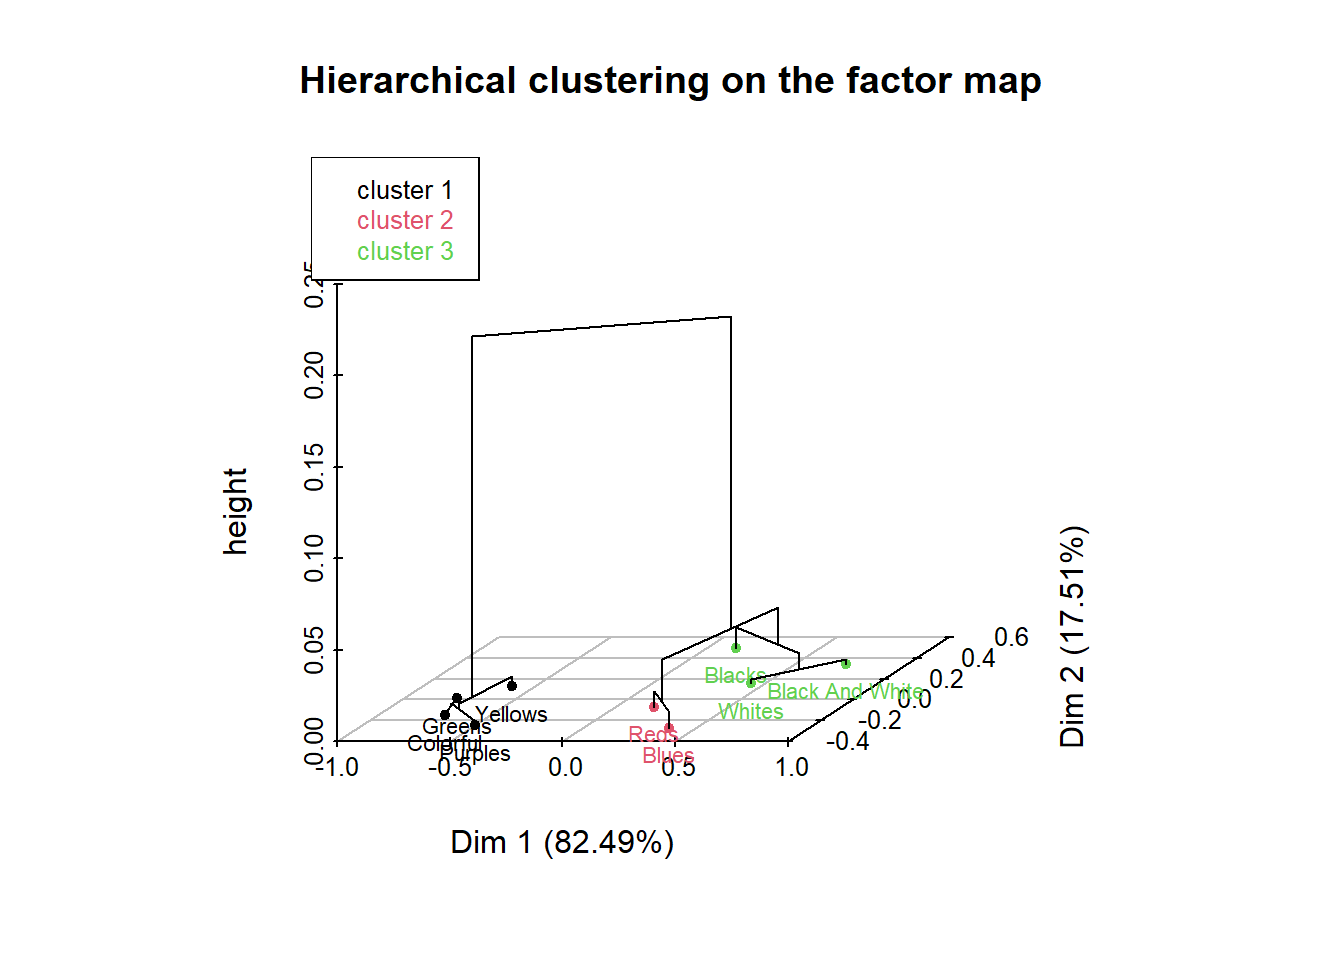 Hierarchical clustering on the factor map
cluster 1
cluster 2
cluster 3
0.20
0.15
0.10
0.05
0.00
height
-1.0
-0.5
0.0
0.5
1.0
Dim 1 (82.49%)
-0.4
-0.2
0.0
0.2
0.4
0.6
Dim 2 (17.51%)
Blacks
Black And White
Whites
Yellows
Greens
Colorful
Purples
Reds
Blues